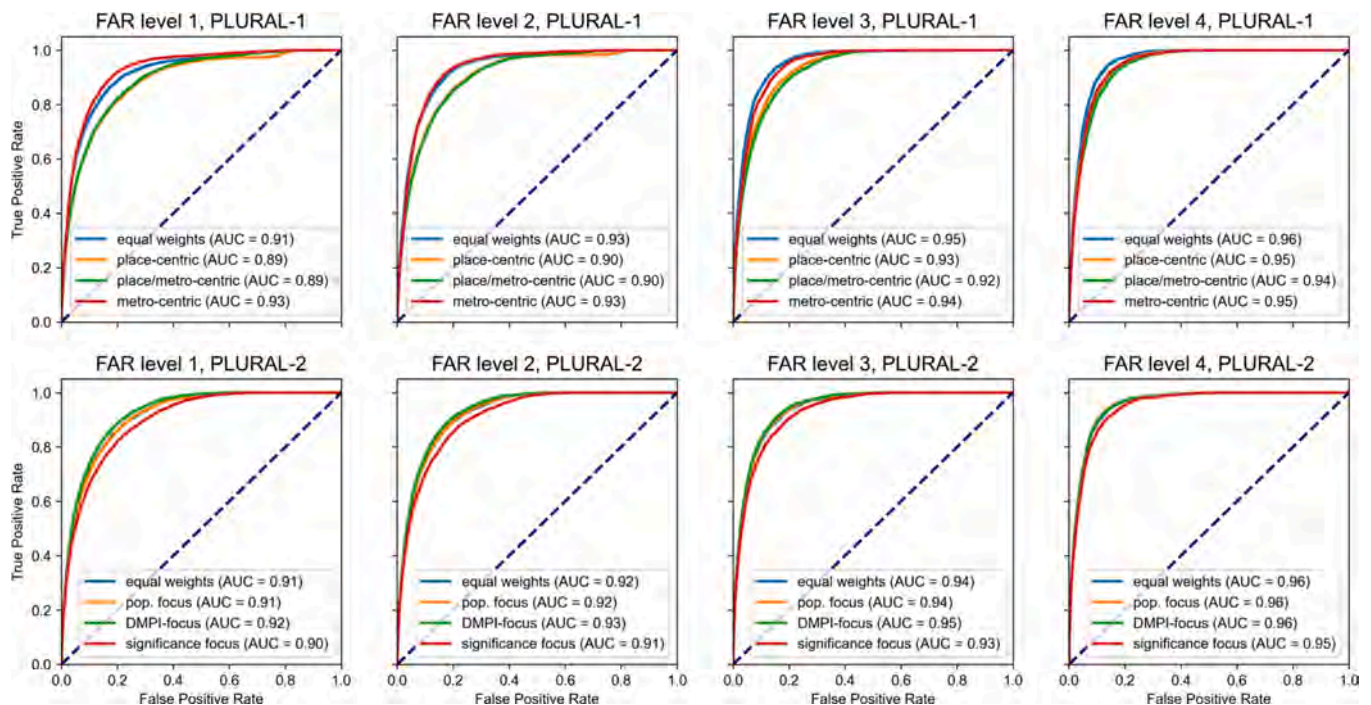 FAR level 1, PLURAL-1
FAR level 2, PLURAL-1
FAR level 3, PLURAL-1
FAR level 4, PLURAL-1
True Positive Rate
1.0
0.8
0.6
0.4
0.2
0.0
equal weights (AUC = 0.91)
place-centric (AUC = 0.89)
place/metro-centric (AUC = 0.89)
metro-centric (AUC = 0.93)
equal weights (AUC = 0.93)
place-centric (AUC = 0.90)
place/metro-centric (AUC = 0.90)
metro-centric (AUC = 0.93)
equal weights (AUC = 0.95)
place-centric (AUC = 0.93)
place/metro-centric (AUC = 0.92)
metro-centric (AUC = 0.94)
equal weights (AUC = 0.96)
place-centric (AUC = 0.95)
place/metro-centric (AUC = 0.94)
metro-centric (AUC = 0.95)
FAR level 1, PLURAL-2
FAR level 2, PLURAL-2
FAR level 3, PLURAL-2
FAR level 4, PLURAL-2
True Positive Rate
1.0
0.8
0.6
0.4
0.2
0.0
equal weights (AUC = 0.91)
pop. focus (AUC = 0.91)
DMPI-focus (AUC = 0.92)
significance focus (AUC = 0.90)
equal weights (AUC = 0.92)
pop. focus (AUC = 0.92)
DMPI-focus (AUC = 0.93)
significance focus (AUC = 0.91)
equal weights (AUC = 0.94)
pop. focus (AUC = 0.94)
DMPI-focus (AUC = 0.95)
significance focus (AUC = 0.93)
equal weights (AUC = 0.96)
pop. focus (AUC = 0.96)
DMPI-focus (AUC = 0.96)
significance focus (AUC = 0.95)
0.0 0.2 0.4 0.6 0.8 1.0
0.0 0.2 0.4 0.6 0.8 1.0
0.0 0.2 0.4 0.6 0.8 1.0
0.0 0.2 0.4 0.6 0.8 1.0
False Positive Rate
False Positive Rate
False Positive Rate
False Positive Rate